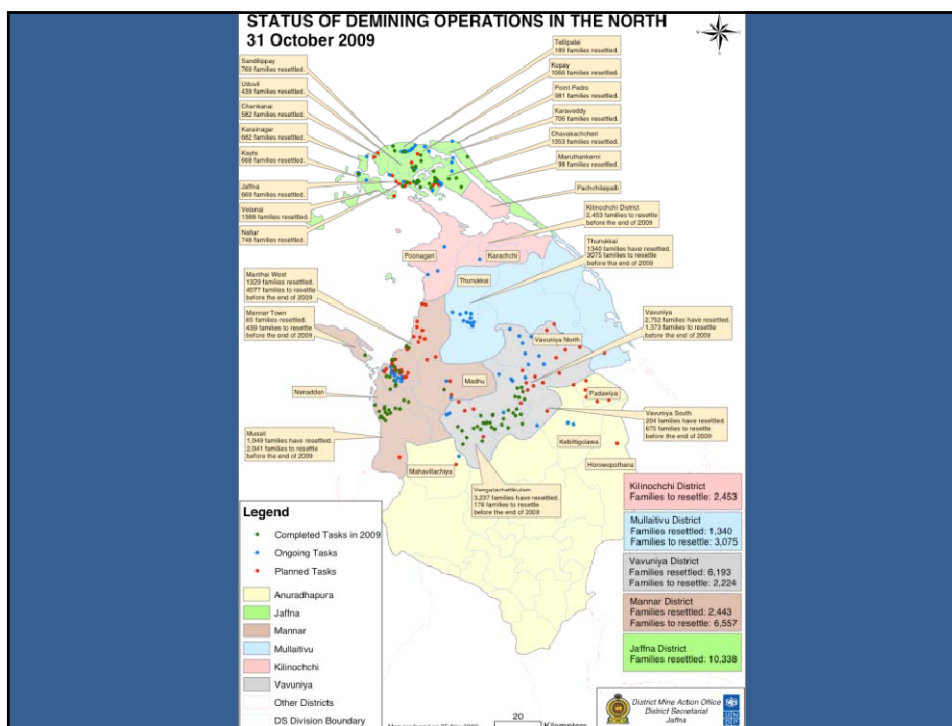 STATUS OF DEMINING OPERATIONS IN THE NORTH
31 October 2009
Sandilippay
769 families resettled.
Uduvil
439 families resettled.
Chankanai
582 families resettled.
Karainagar
682 families resettled.
Kayts
668 families resettled.
Jaffna
669 families resettled.
Velanai
1388 families resettled.
Nallur
746 families resettled.
Tellipalai
189 families resettled.
Kopay
1066 families resettled.
Point Pedro
981 families resettled.
Karaveddy
706 families resettled.
Chavakachcheri
1353 families resettled.
Maruthankerni
98 families resettled.
Pachchilaipalli
Kilinochchi District
2,453 families to resettle
before the end of 2009
Thunukkai
1340 families have resettled.
3075 families to resettle
before the end of 2009
Poonagari
Karachchi
Thunukkai
Manthai West
1329 families resettled.
4077 families to resettle
before the end of 2009
Mannar Town
65 families resettled.
439 families to resettle
before the end of 2009
Vavuniya
2,752 families have resettled.
1,373 families to resettle
before the end of 2009
Vavuniya North
Madhu
Nanaddan
Padawiya
Vavuniya South
204 families have resettled.
675 families to resettle
before the end of 2009
Musali
1,049 families have resettled.
2,041 families to resettle
before the end of 2009
Kebittigolawa
Horowopothana
Mahavillachiya
Vengalachettikulam
3,237 families have resettled.
176 families to resettle
before the end of 2009
Kilinochchi District
Families to resettle: 2,453
Mullaitivu District
Families resettled: 1,340
Families to resettle: 3,075
Vavuniya District
Families resettled: 6,193
Families to resettle: 2,224
Mannar District
Families resettled: 2,443
Families to resettle: 6,557
Jaffna District
Families resettled: 10,338
Legend
Completed Tasks in 2009
Ongoing Tasks
Planned Tasks
Anuradhapura
Jaffna
Mannar
Mullaitivu
Kilinochchi
Vavuniya
Other Districts
DS Division Boundary
20
Kilometers
District Mine Action Office
District Secretariat
Jaffna